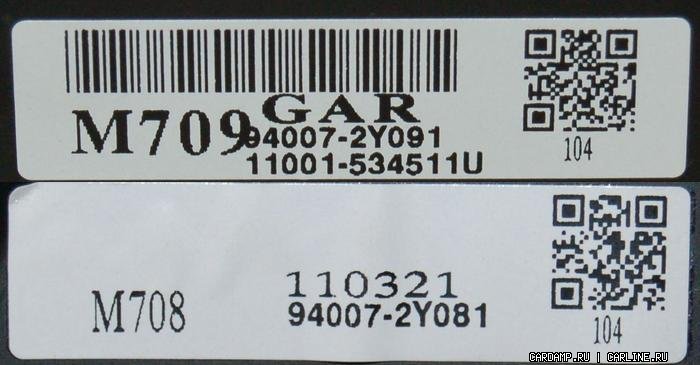 GAR
M709
94007-2Y091
11001-534511U
104
110321
M708
94007-2Y081
104
CARDAMP.RU | CARLINE.RU